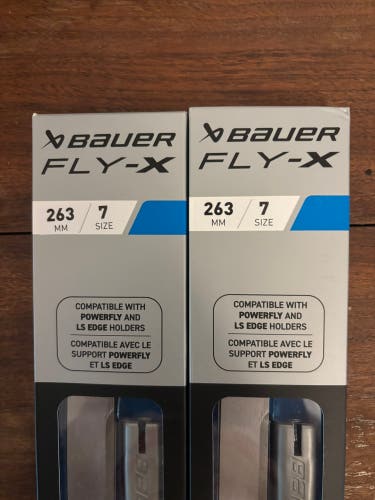 BAUER
FLY-X
263 MM / 7 SIZE
COMPATIBLE WITH
POWERFLY AND
LS EDGE HOLDERS
COMPATIBLE AVEC LE
SUPPORT POWERFLY
ET LS EDGE
BAUER
FLY-X
263 MM / 7 SIZE
COMPATIBLE WITH
POWERFLY AND
LS EDGE HOLDERS
COMPATIBLE AVEC LE
SUPPORT POWERFLY
ET LS EDGE